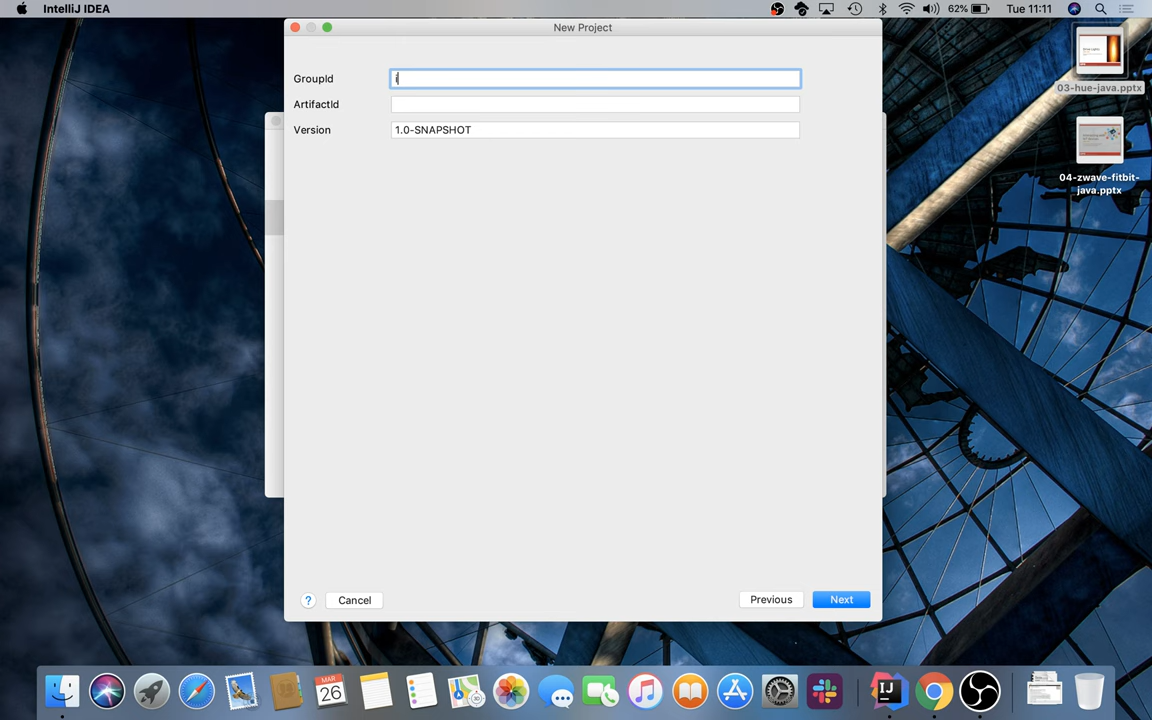 IntelliJ IDEA
62%
Tue 11:11
New Project
GroupId
i
ArtifactId
Version
1.0-SNAPSHOT
03-hue-java.pptx
04-zwave-fitbit-
java.pptx
?
Cancel
Previous
Next
MAR
26
IJ